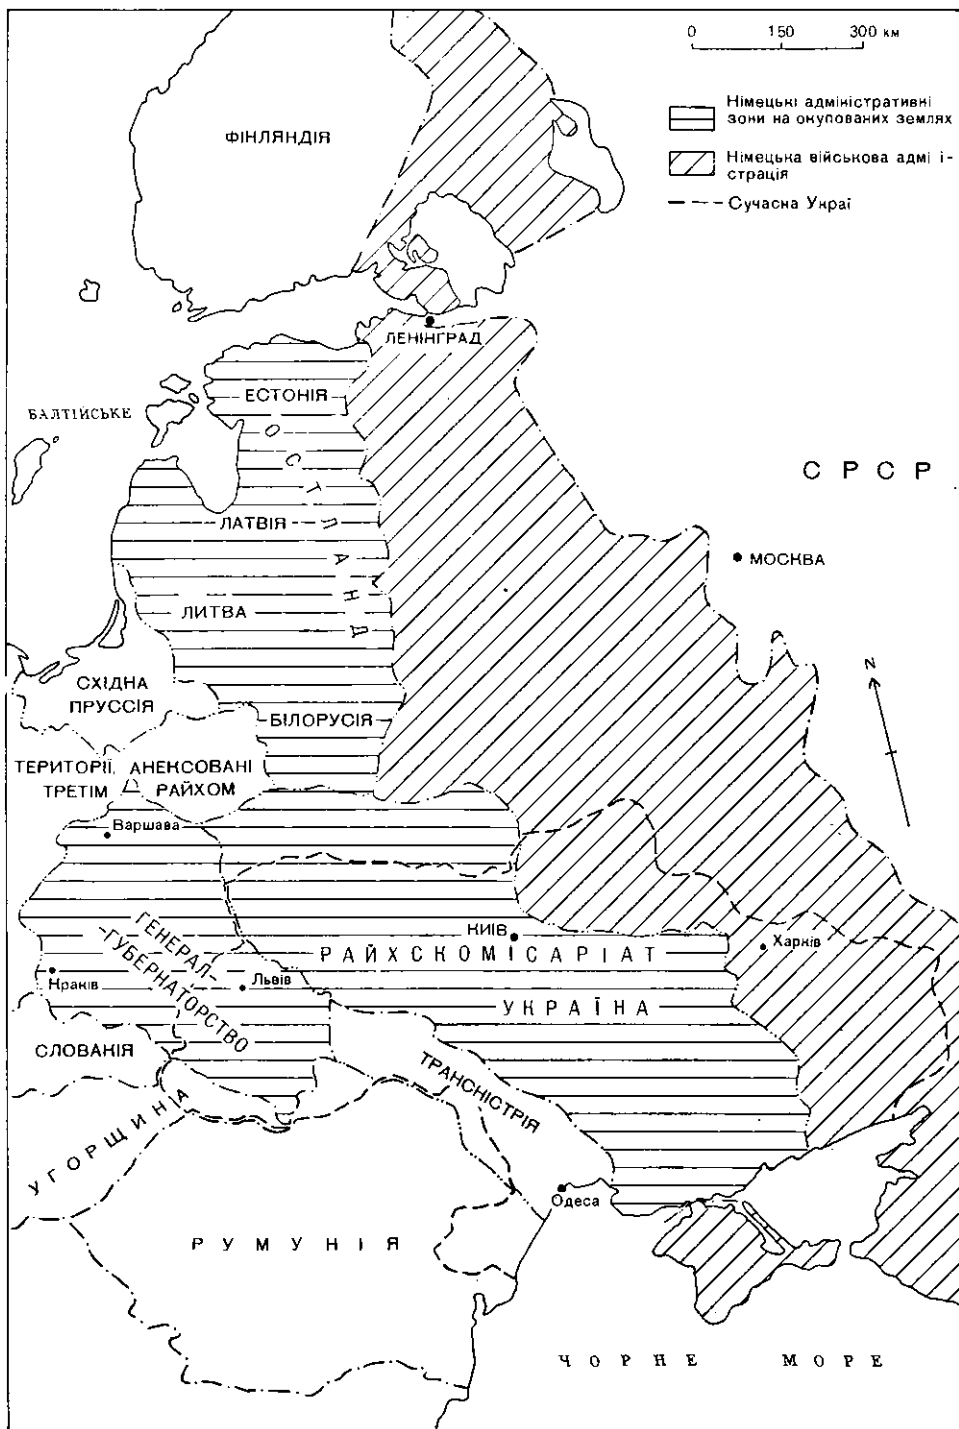 0 150 300 км
Німецькі адміністративні
зони на окупованих землях
Німецька військова адмі і-
страція
Сучасна Украї
ФІНЛЯНДІЯ
ЛЕНІНГРАД
ЕСТОНІЯ
БАЛТІЙСЬКЕ
ОСТЛАНД
СРСР
ЛАТВІЯ
МОСКВА
ЛИТВА
N
СХІДНА
ПРУССІЯ
БІЛОРУСІЯ
ТЕРИТОРІЇ, АНЕКСОВАНІ
ТРЕТІМ РАЙХОМ
Варшава
ГЕНЕРАЛ-
-ГУБЕРНАТОРСТВО
КИЇВ
Харків
РАЙХСКОМІСАРІАТ
УКРАЇНА
Краків
Львів
СЛОВАКІЯ
ТРАНСНІСТРІЯ
УГОРЩИНА
Одеса
РУМУНІЯ
ЧОРНЕ МОРЕ